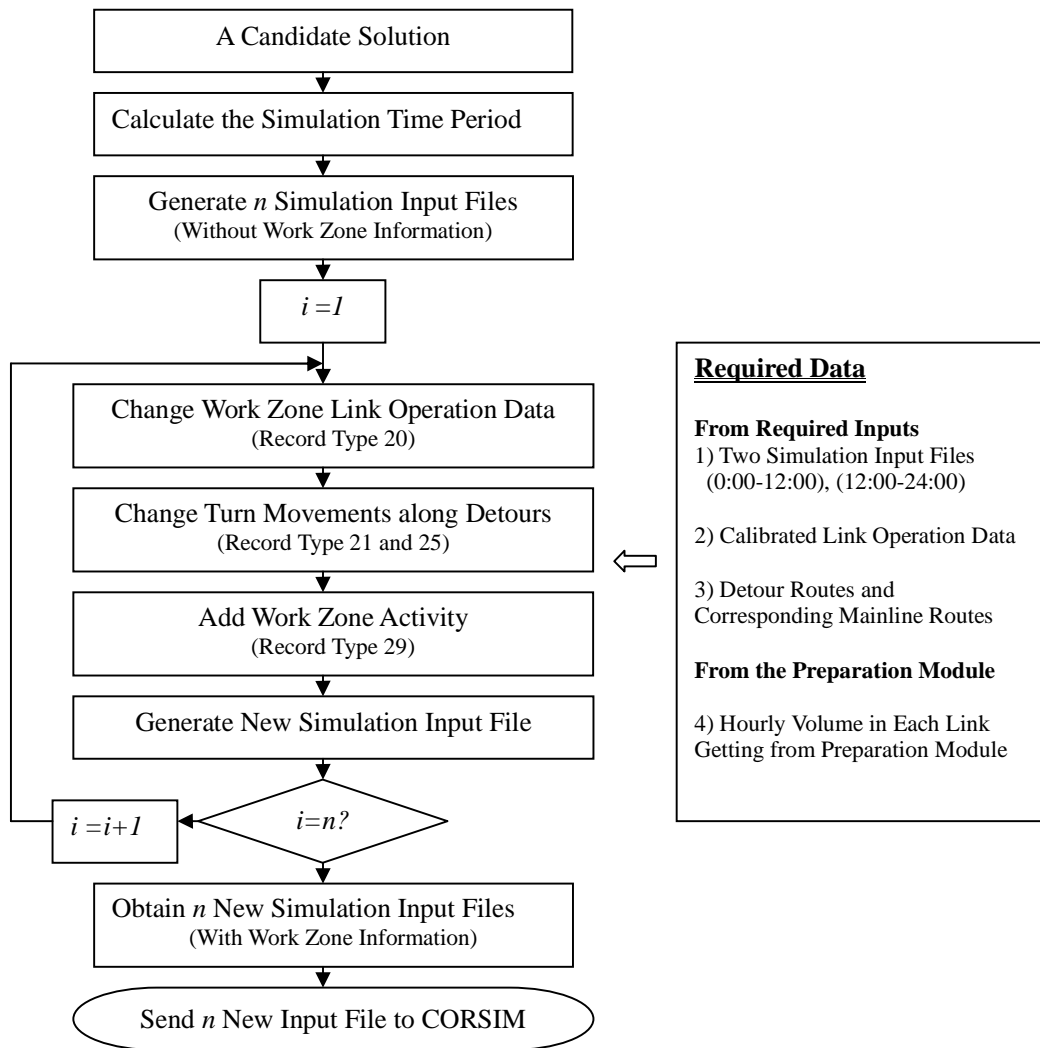 A Candidate Solution
Calculate the Simulation Time Period
Generate n Simulation Input Files
(Without Work Zone Information)
i =1
Change Work Zone Link Operation Data
(Record Type 20)
Change Turn Movements along Detours
(Record Type 21 and 25)
Add Work Zone Activity
(Record Type 29)
Generate New Simulation Input File
i=n?
i =i+1
Obtain n New Simulation Input Files
(With Work Zone Information)
Send n New Input File to CORSIM
Required Data
From Required Inputs
1) Two Simulation Input Files
(0:00-12:00), (12:00-24:00)
2) Calibrated Link Operation Data
3) Detour Routes and
Corresponding Mainline Routes
From the Preparation Module
4) Hourly Volume in Each Link
Getting from Preparation Module